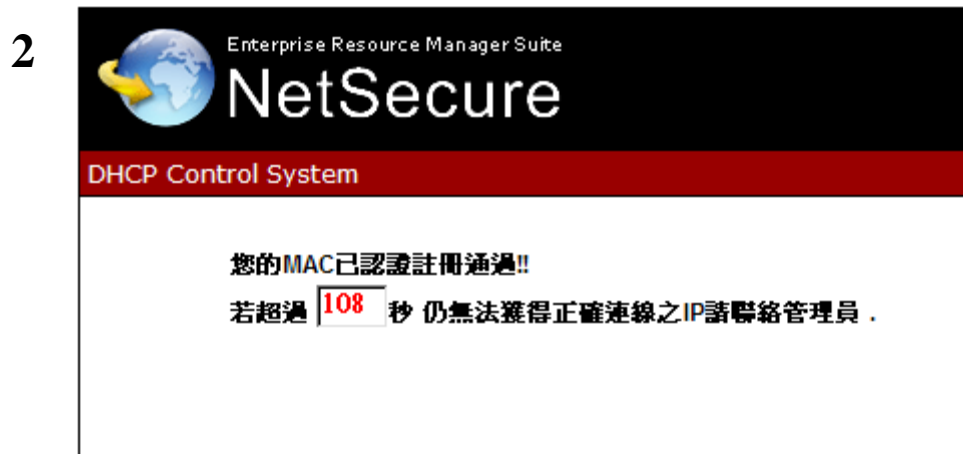 2
Enterprise Resource Manager Suite
NetSecure
DHCP Control System
您的MAC已認證註冊通過!!
若超過 108 秒 仍無法獲得正確連線之IP請聯絡管理員 .